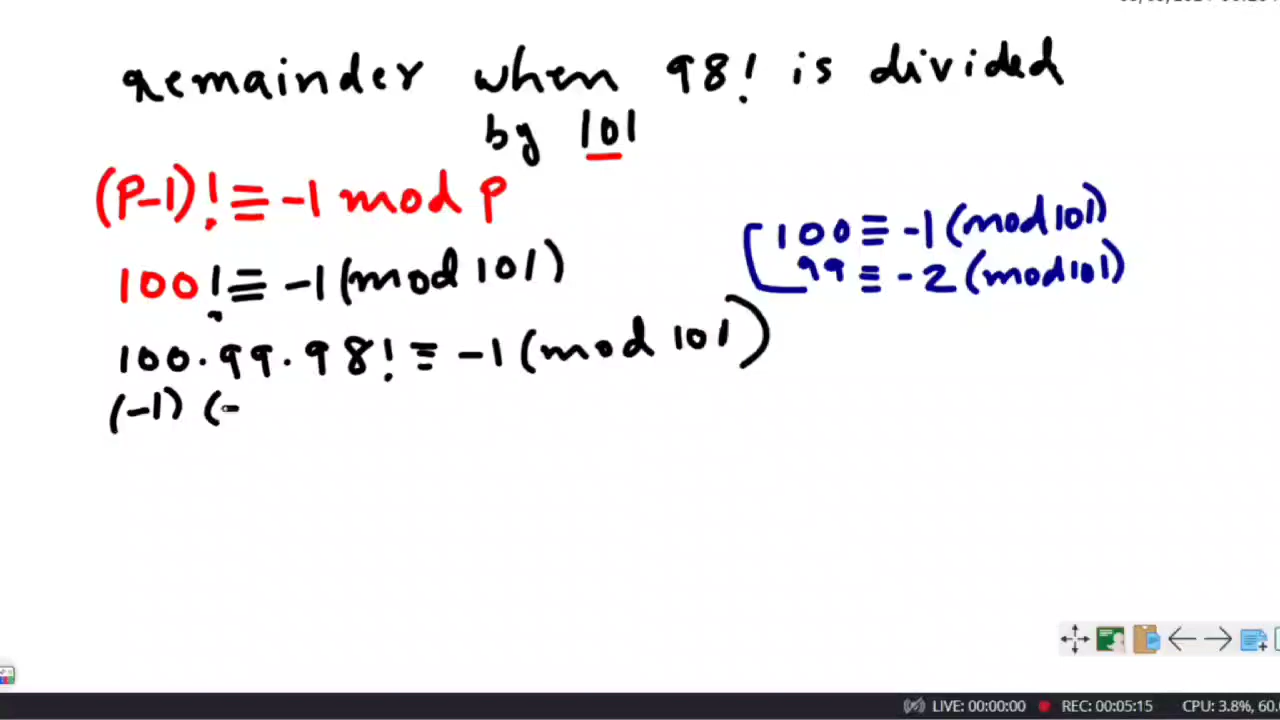 remainder when 98! is divided
by 101
(P-1)! ≡ -1 mod P
100! ≡ -1 (mod 101)
100 ≡ -1 (mod 101)
99 ≡ -2 (mod 101)
100 · 99 · 98! ≡ -1 (mod 101)
(-1) (-
LIVE: 00:00:00 REC: 00:05:15 CPU: 3.8%, 60.0